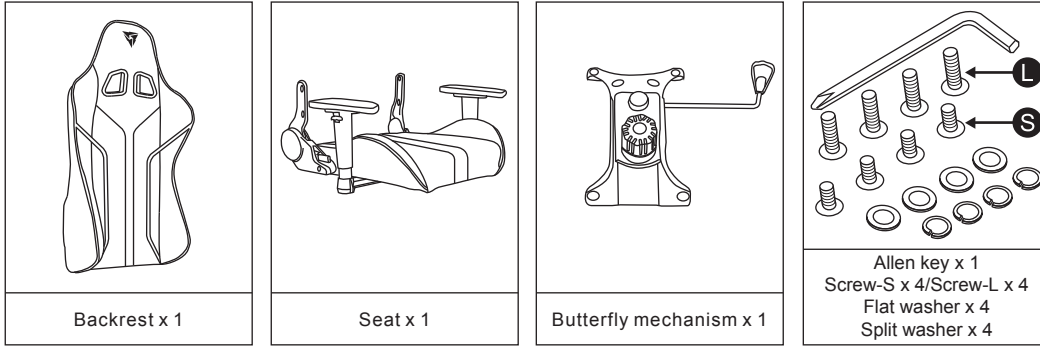 L
S
Backrest x 1
Seat x 1
Butterfly mechanism x 1
Allen key x 1
Screw-S x 4/Screw-L x 4
Flat washer x 4
Split washer x 4